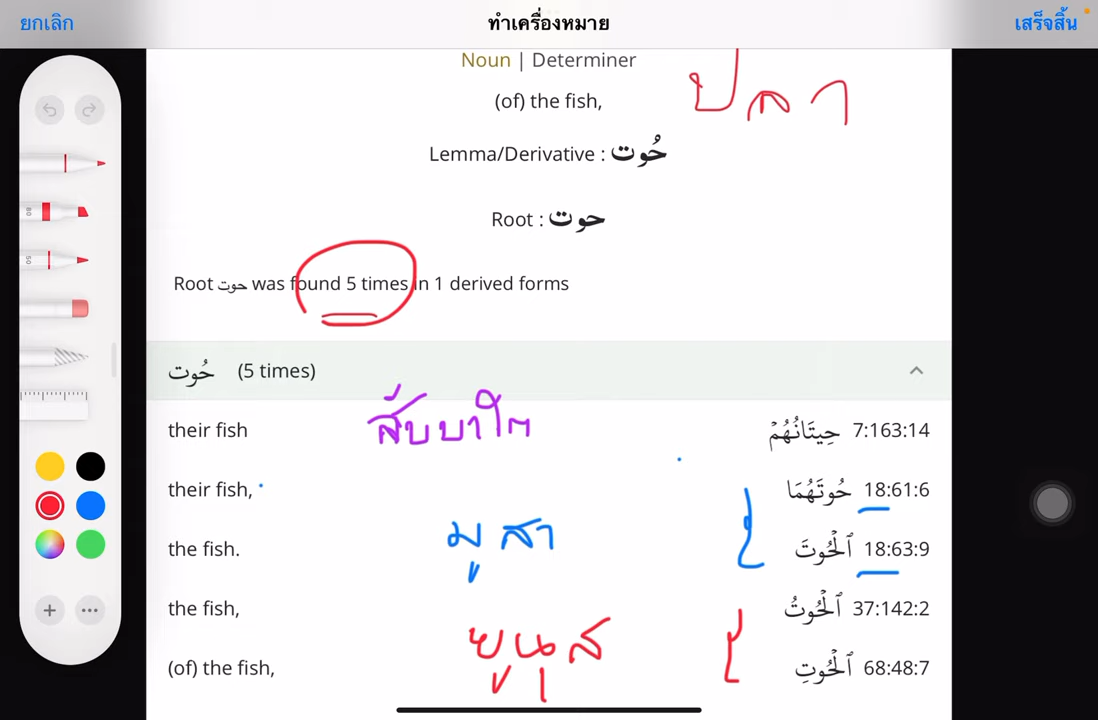 ยกเลิก ทำเครื่องหมาย เสร็จสิ้น
Noun | Determiner
(of) the fish, ปลา
Lemma/Derivative : حُوت
Root : حوت
Root حوت was found 5 times in 1 derived forms
حُوت (5 times)
their fish สับบาโต حِيتَانُهُمْ 7:163:14
their fish, حُوتَهُمَا 18:61:6
the fish. มูสา ٱلْحُوتَ 18:63:9
the fish, ٱلْحُوتُ 37:142:2
(of) the fish, ยูนุส ٱلْحُوتِ 68:48:7
80
50